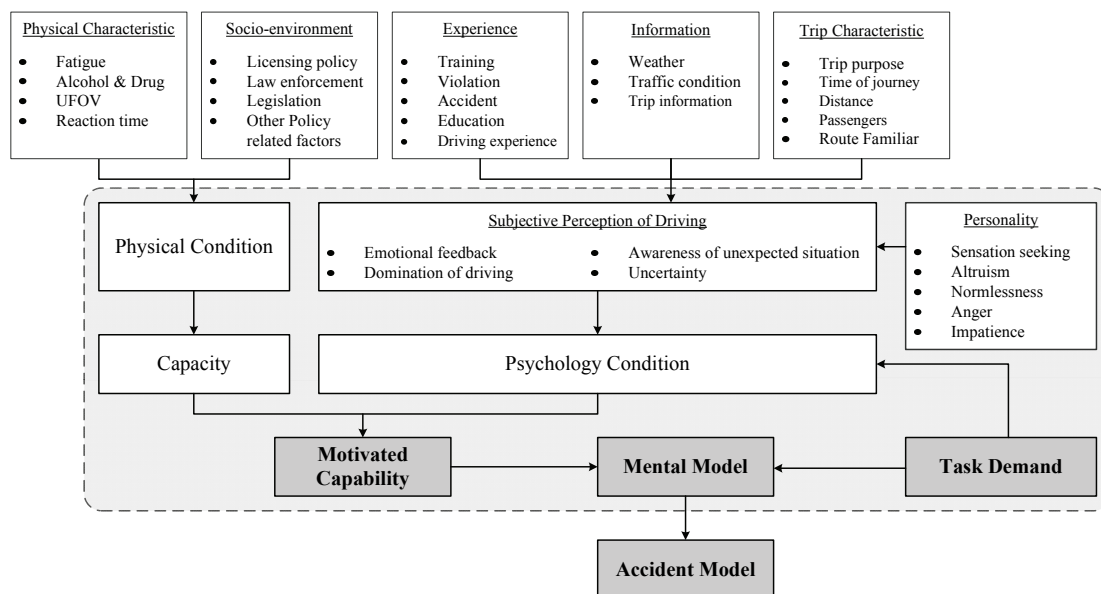 Physical Characteristic
Fatigue
Alcohol & Drug
UFOV
Reaction time
Socio-environment
Licensing policy
Law enforcement
Legislation
Other Policy
related factors
Experience
Training
Violation
Accident
Education
Driving experience
Information
Weather
Traffic condition
Trip information
Trip Characteristic
Trip purpose
Time of journey
Distance
Passengers
Route Familiar
Physical Condition
Subjective Perception of Driving
Emotional feedback
Domination of driving
Awareness of unexpected situation
Uncertainty
Personality
Sensation seeking
Altruism
Normlessness
Anger
Impatience
Capacity
Psychology Condition
Motivated
Capability
Mental Model
Task Demand
Accident Model